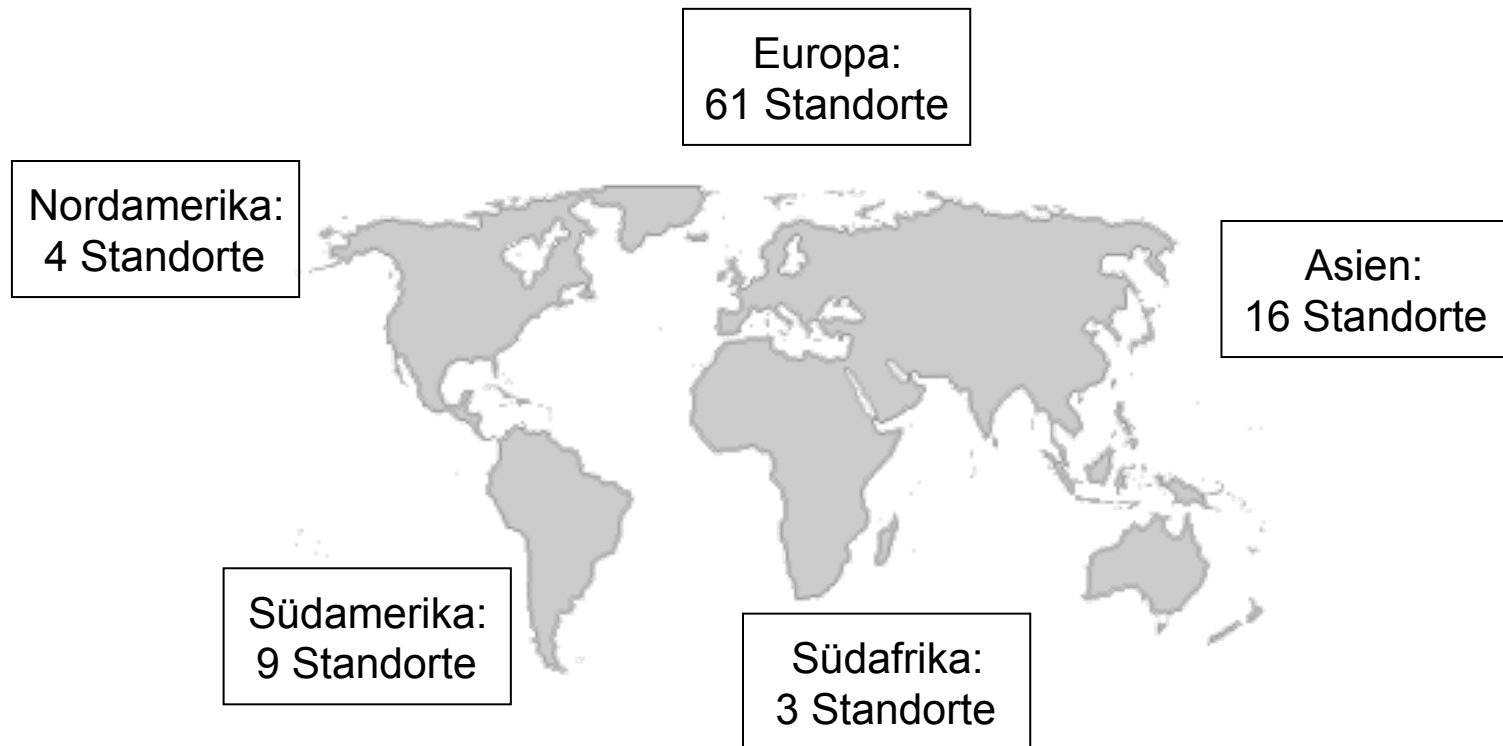 Europa:
61 Standorte
Nordamerika:
4 Standorte
Asien:
16 Standorte
Südamerika:
9 Standorte
Südafrika:
3 Standorte